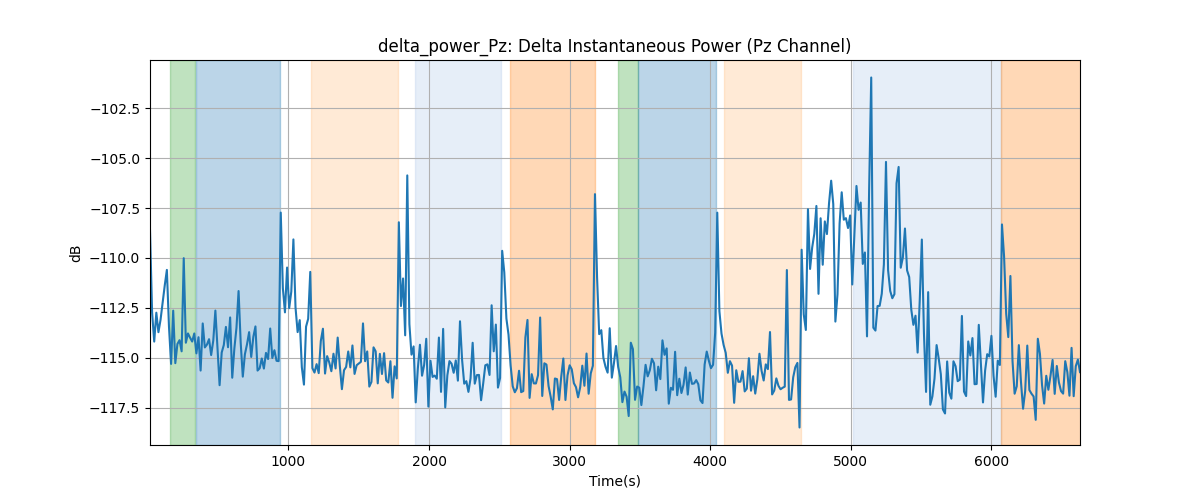 delta_power_Pz: Delta Instantaneous Power (Pz Channel)
−102.5
−105.0
−107.5
−110.0
−112.5
−115.0
−117.5
dB
1000 2000 3000 4000 5000 6000
Time(s)